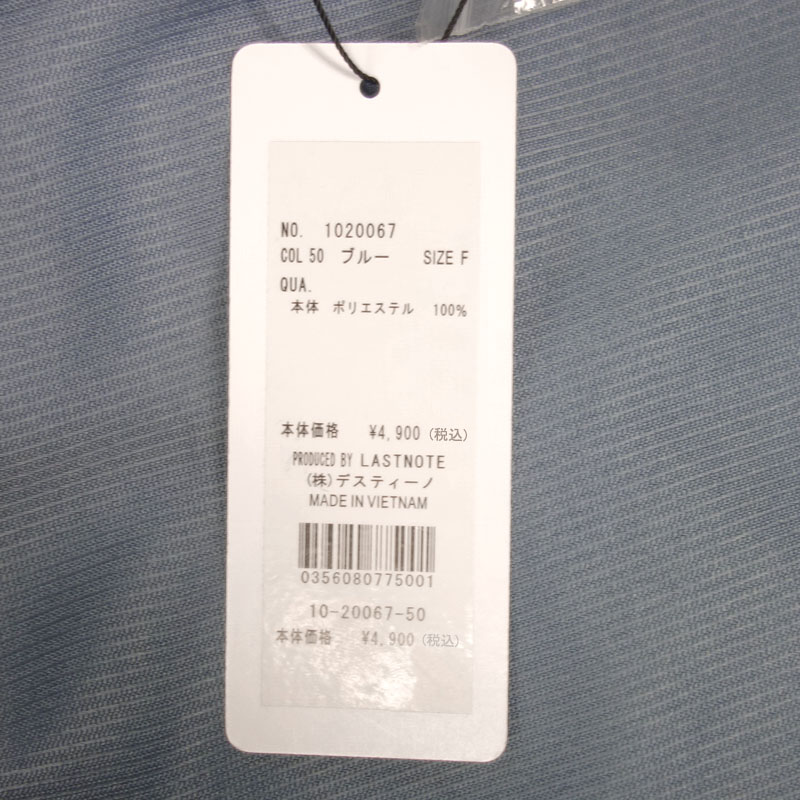 NO. 1020067
COL 50 ブルー SIZE F
QUA.
本体 ポリエステル 100%
本体価格 ¥4,900 (税込)
PRODUCED BY LASTNOTE
(株)デスティーノ
MADE IN VIETNAM
0356080775001
10-20067-50
本体価格 ¥4,900 (税込)